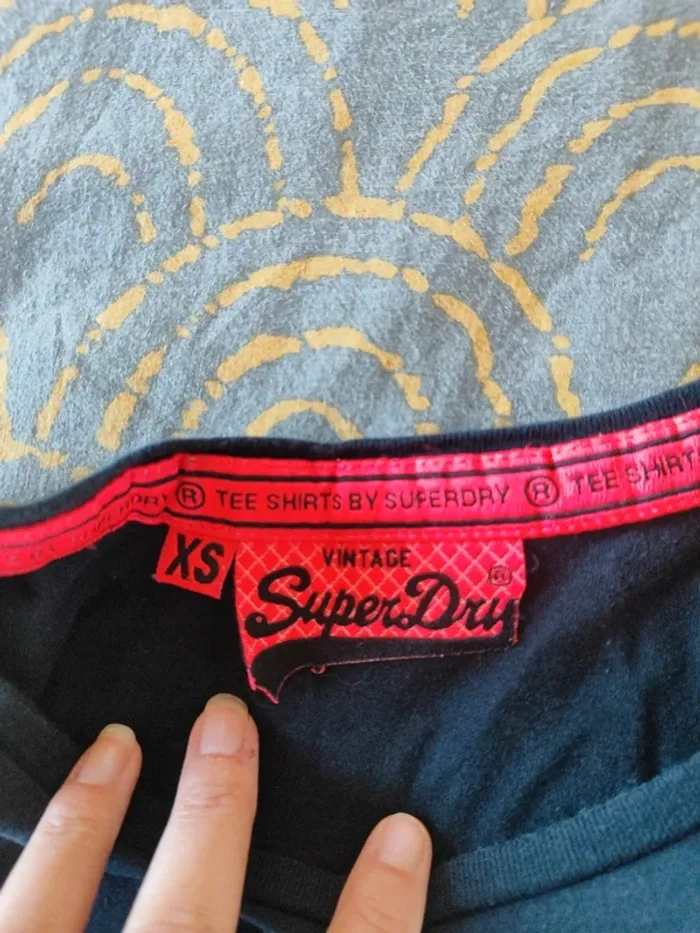 ® TEE SHIRTS BY SUPERDRY ® TEE SHIRT
XS
VINTAGE
SuperDry
®